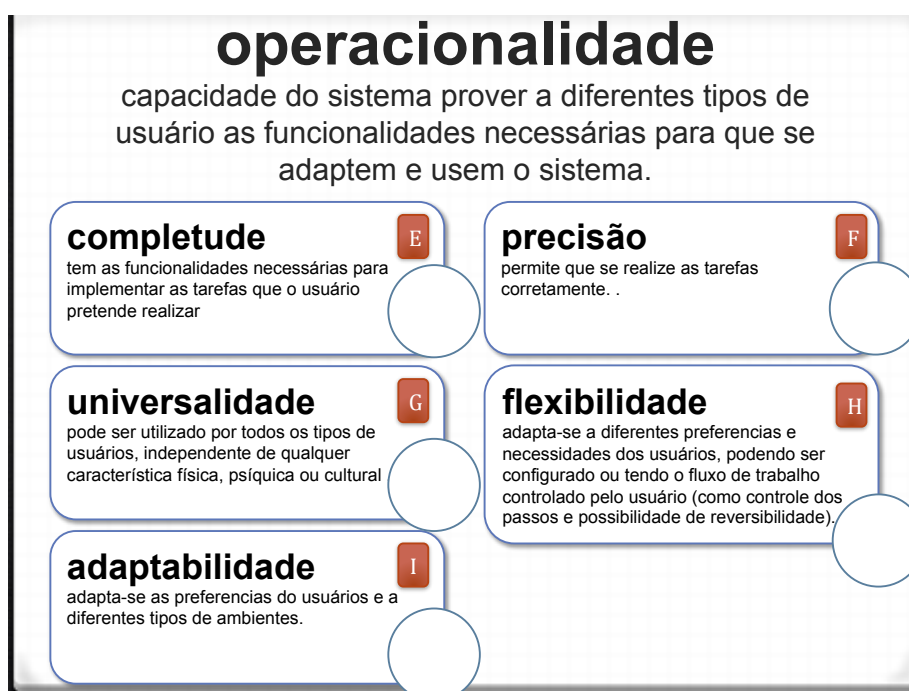 operacionalidade
capacidade do sistema prover a diferentes tipos de
usuário as funcionalidades necessárias para que se
adaptem e usem o sistema.
completude
E
tem as funcionalidades necessárias para
implementar as tarefas que o usuário
pretende realizar
precisão
F
permite que se realize as tarefas
corretamente. .
universalidade
G
pode ser utilizado por todos os tipos de
usuários, independente de qualquer
característica física, psíquica ou cultural
flexibilidade
H
adapta-se a diferentes preferencias e
necessidades dos usuários, podendo ser
configurado ou tendo o fluxo de trabalho
controlado pelo usuário (como controle dos
passos e possibilidade de reversibilidade).
adaptabilidade
I
adapta-se as preferencias do usuários e a
diferentes tipos de ambientes.